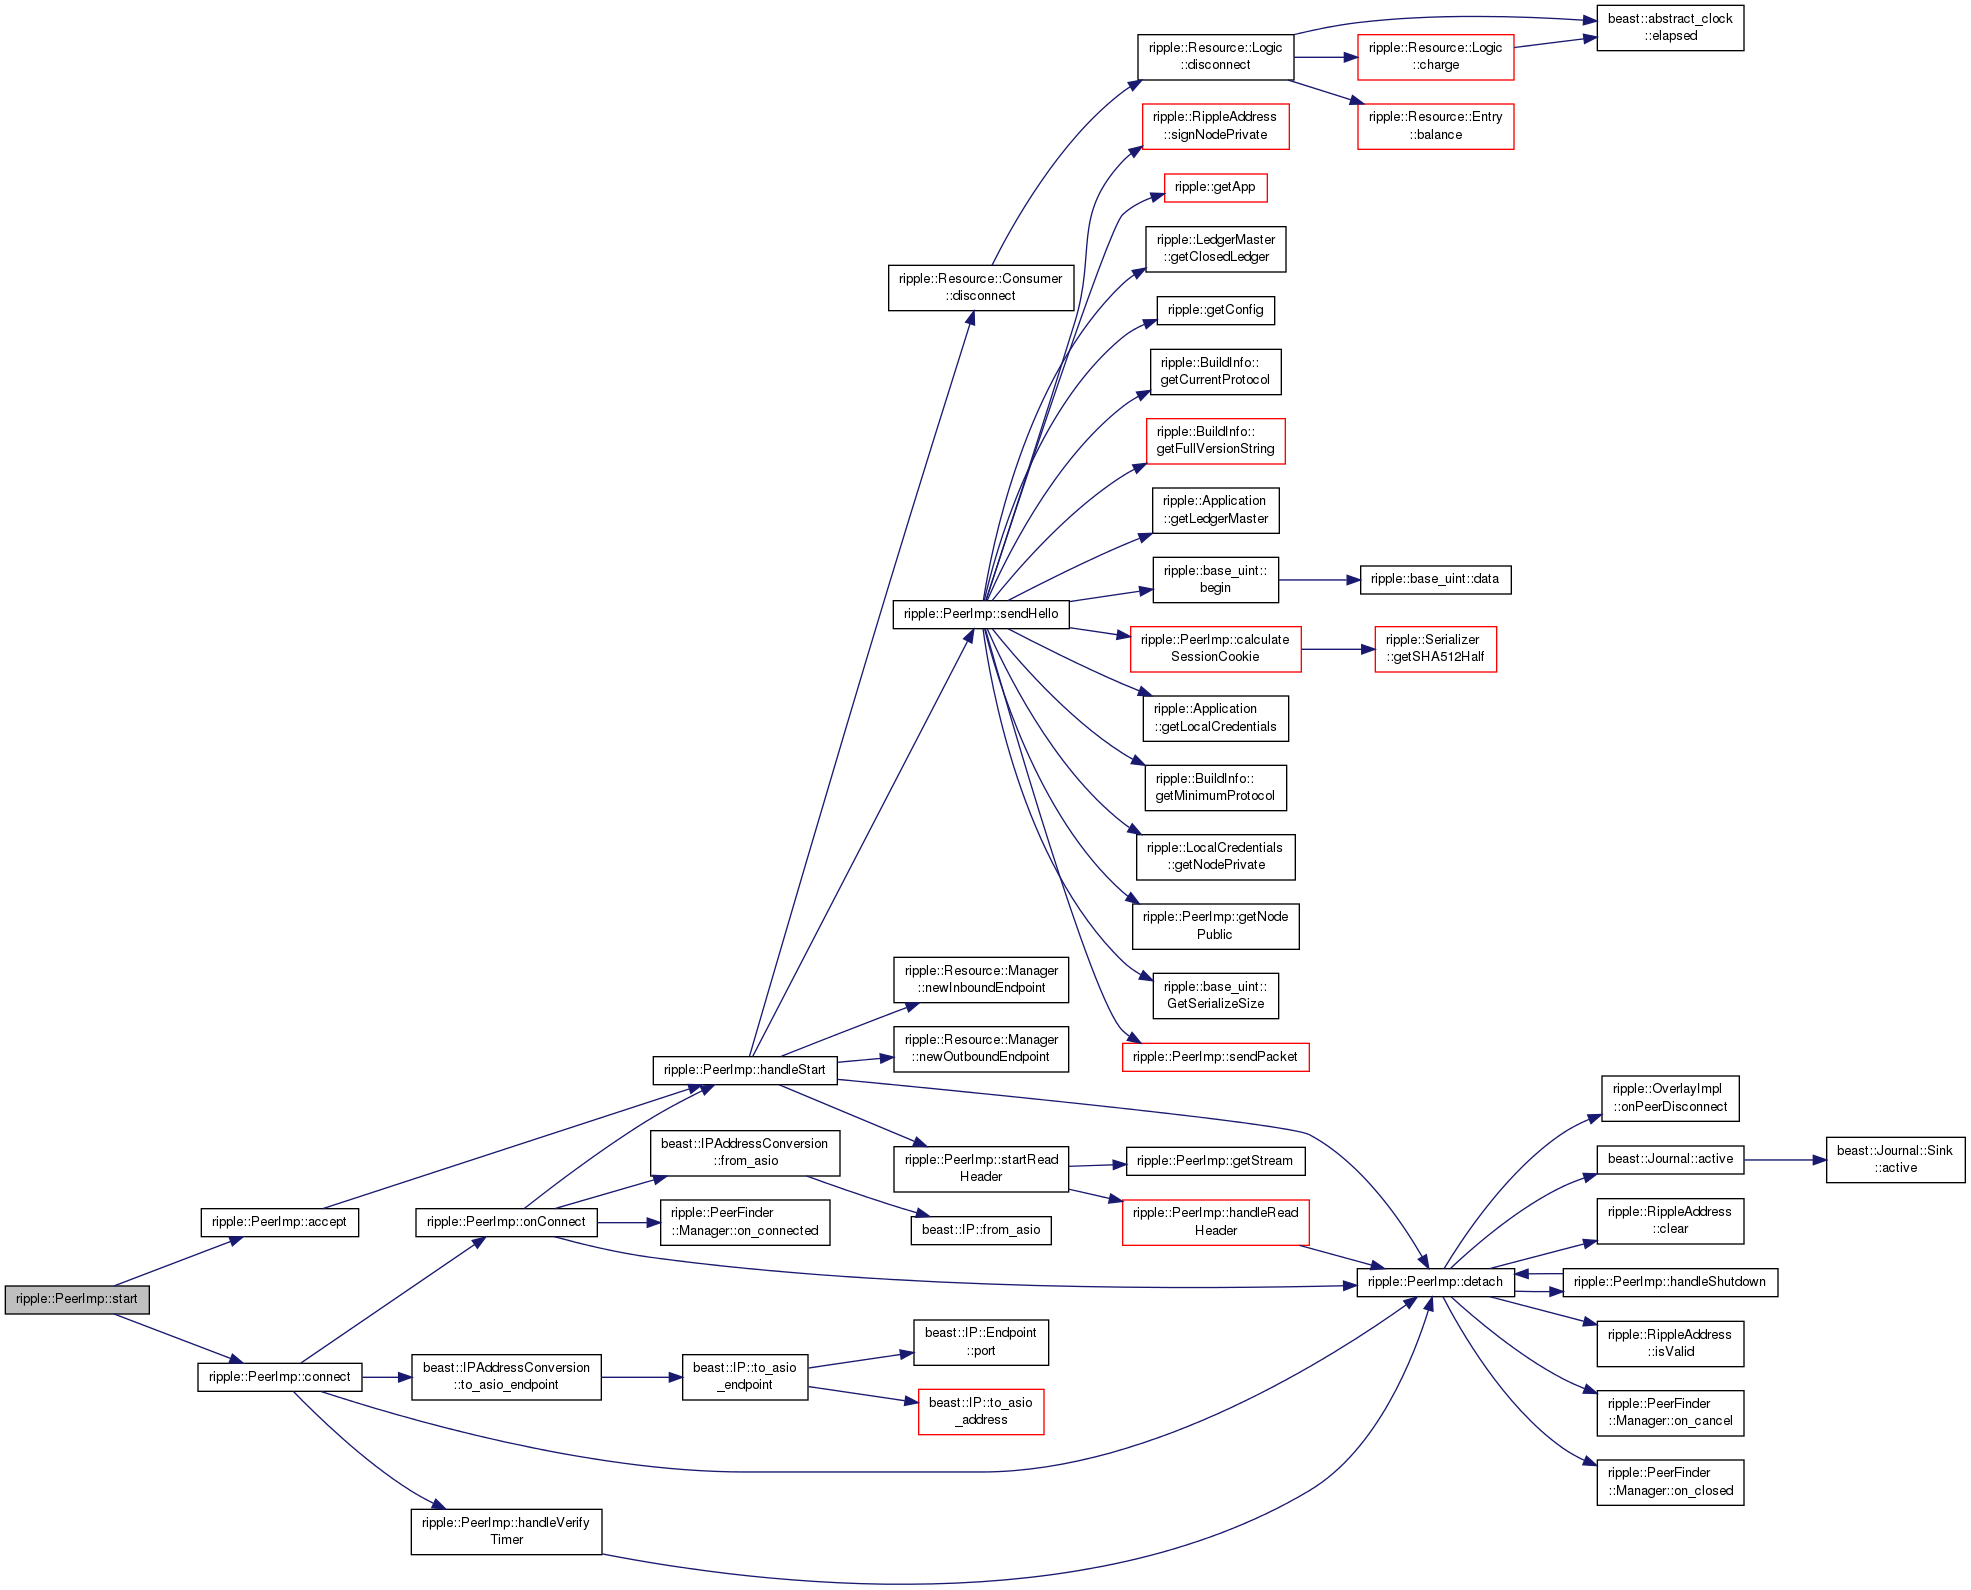 beast::abstract_clock
::elapsed
ripple::Resource::Logic
::disconnect
ripple::Resource::Logic
::charge
ripple::RippleAddress
::signNodePrivate
ripple::Resource::Entry
::balance
ripple::getApp
ripple::LedgerMaster
::getClosedLedger
ripple::Resource::Consumer
::disconnect
ripple::getConfig
ripple::BuildInfo::
getCurrentProtocol
ripple::BuildInfo::
getFullVersionString
ripple::Application
::getLedgerMaster
ripple::base_uint::
begin
ripple::base_uint::data
ripple::PeerImp::sendHello
ripple::PeerImp::calculate
SessionCookie
ripple::Serializer
::getSHA512Half
ripple::Application
::getLocalCredentials
ripple::BuildInfo::
getMinimumProtocol
ripple::LocalCredentials
::getNodePrivate
ripple::PeerImp::getNode
Public
ripple::Resource::Manager
::newInboundEndpoint
ripple::base_uint::
GetSerializeSize
ripple::Resource::Manager
::newOutboundEndpoint
ripple::PeerImp::sendPacket
ripple::PeerImp::handleStart
ripple::OverlayImpl
::onPeerDisconnect
beast::IPAddressConversion
::from_asio
ripple::PeerImp::startRead
Header
ripple::PeerImp::getStream
beast::Journal::active
beast::Journal::Sink
::active
ripple::PeerImp::accept
ripple::PeerImp::onConnect
ripple::PeerFinder
::Manager::on_connected
beast::IP::from_asio
ripple::PeerImp::handleRead
Header
ripple::RippleAddress
::clear
ripple::PeerImp::start
ripple::PeerImp::detach
ripple::PeerImp::handleShutdown
ripple::PeerImp::connect
beast::IPAddressConversion
::to_asio_endpoint
beast::IP::to_asio
_endpoint
beast::IP::Endpoint
::port
ripple::RippleAddress
::isValid
beast::IP::to_asio
_address
ripple::PeerFinder
::Manager::on_cancel
ripple::PeerFinder
::Manager::on_closed
ripple::PeerImp::handleVerify
Timer